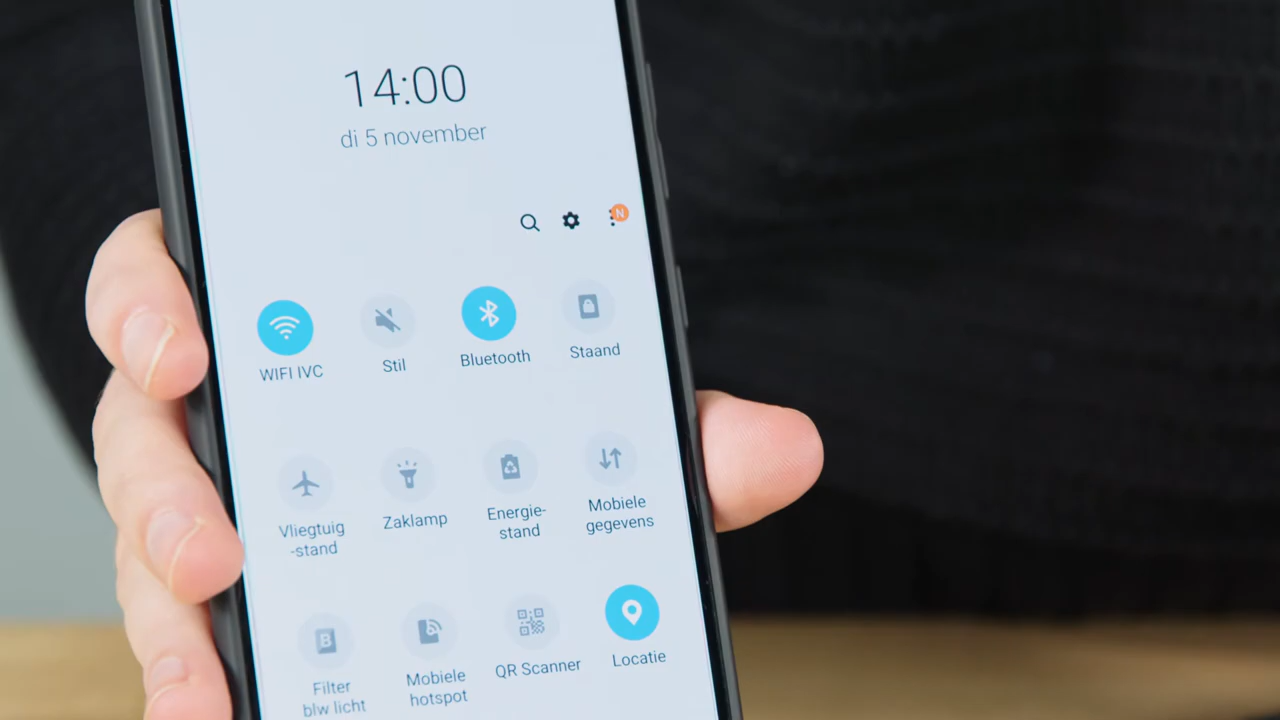 14:00
di 5 november
N
WIFI IVC
Stil
Bluetooth
Staand
Vliegtuig
-stand
Zaklamp
Energie-
stand
Mobiele
gegevens
B
Filter
blw licht
Mobiele
hotspot
QR Scanner
Locatie